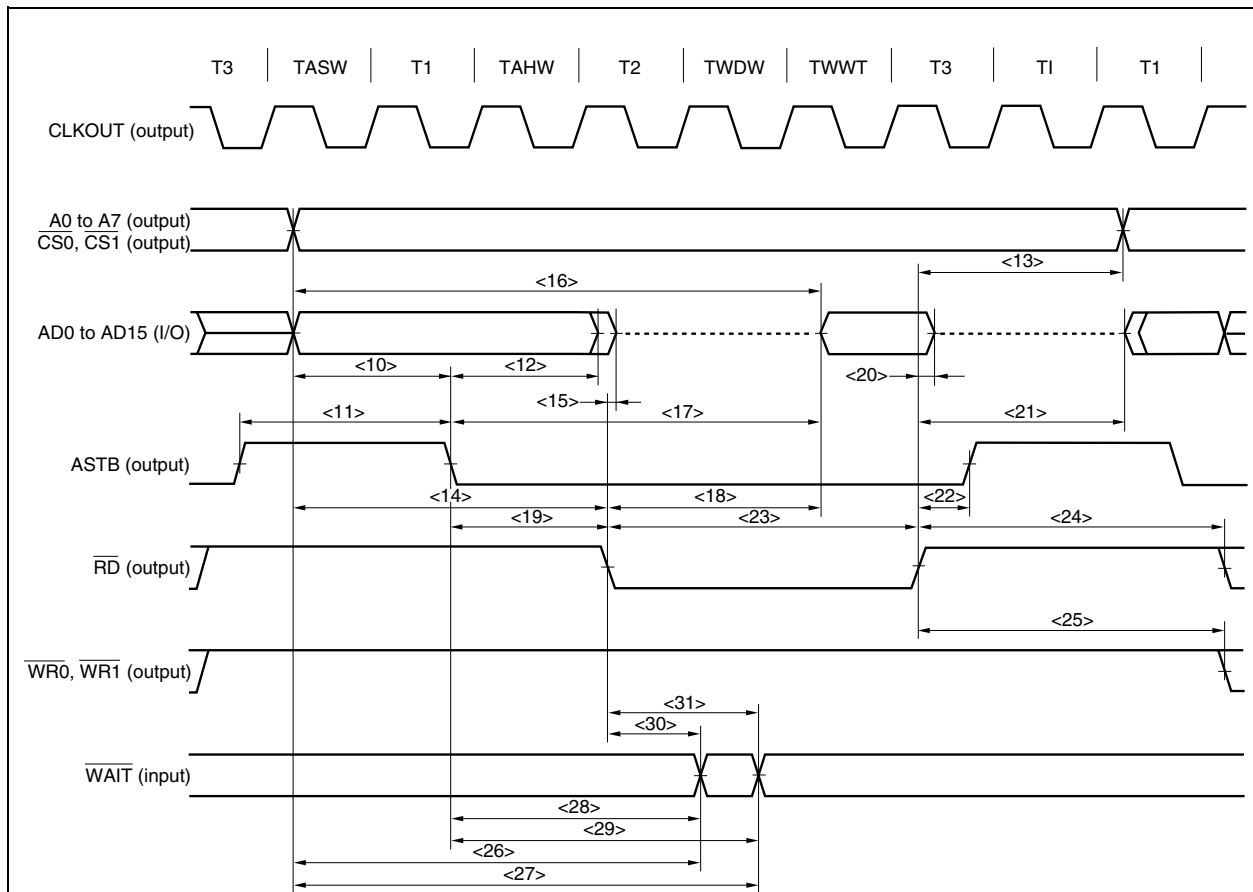 T3 TASW T1 TAHW T2 TWDW TWWT T3 TI T1
CLKOUT (output)
A0 to A7 (output)
CS0, CS1 (output)
<13>
<16>
AD0 to AD15 (I/O)
<10> <12> <20>
<15>
<11> <17> <21>
ASTB (output)
<14> <18> <22>
<19> <23> <24>
RD (output)
<25>
WR0, WR1 (output)
<31>
<30>
WAIT (input)
<28>
<29>
<26>
<27>